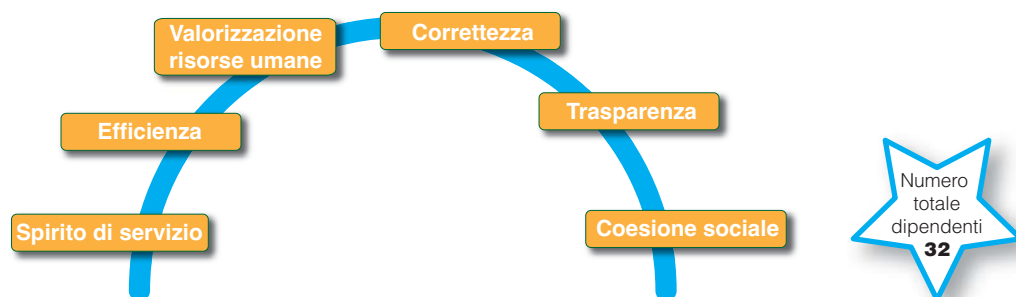 Valorizzazione
risorse umane
Correttezza
Efficienza
Trasparenza
Spirito di servizio
Coesione sociale
Numero
totale
dipendenti
32